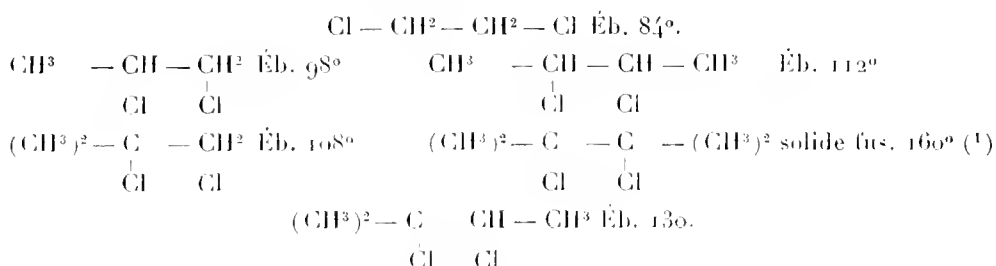 Cl — CH² — CH² — Cl Éb. 84°.
CH³ — CH — CH² Éb. 98° CH³ — CH — CH — CH³ Éb. 112°
Cl Cl Cl Cl
(CH³)² — C — CH² Éb. 108° (CH³)² — C — C — (CH³)² solide fus. 160° (¹)
Cl Cl Cl Cl
(CH³)² — C CH — CH³ Éb. 130.
Cl Cl